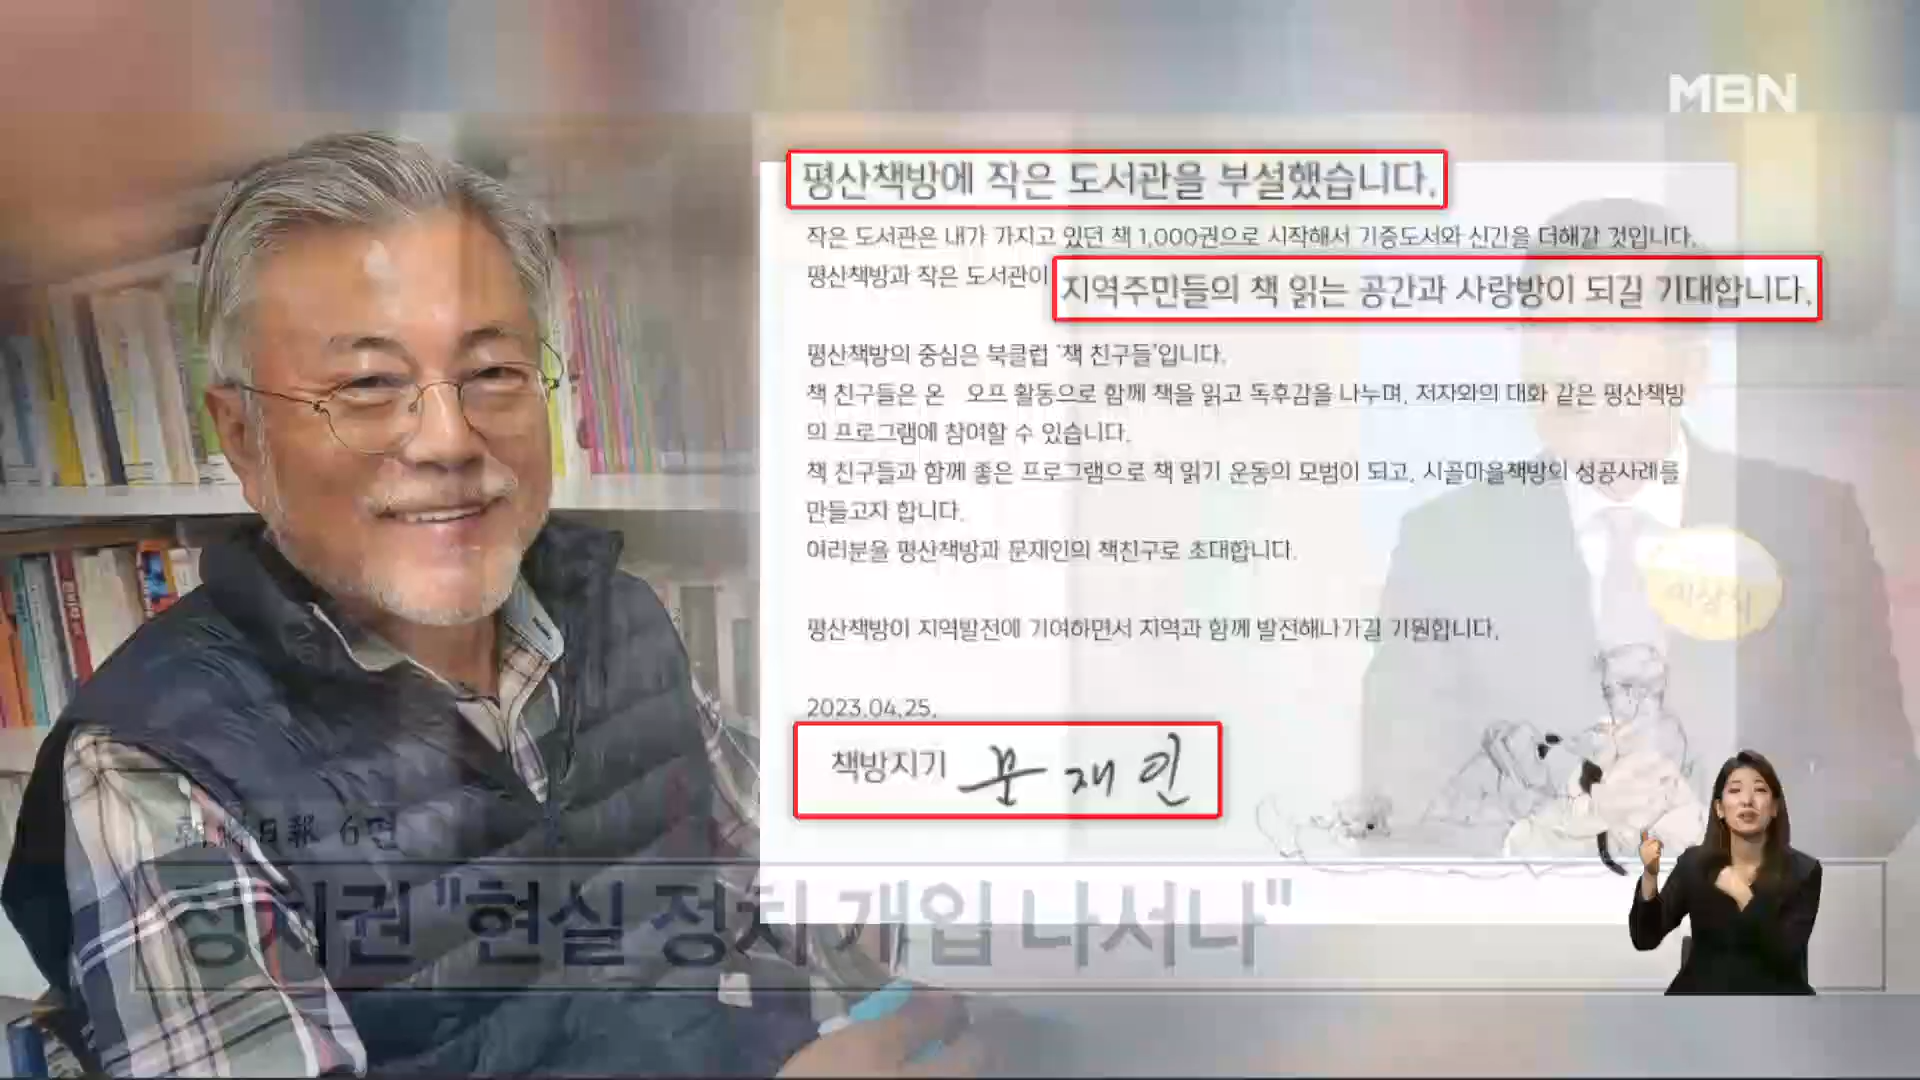 MBN
평산책방에 작은 도서관을 부설했습니다.
작은 도서관은 내가 가지고 있던 책 1,000권으로 시작해서 기증도서와 신간을 더해갈 것입니다.
평산책방과 작은 도서관이 지역주민들의 책 읽는 공간과 사랑방이 되길 기대합니다.
평산책방의 중심은 북클럽 '책 친구들'입니다.
책 친구들은 온 오프 활동으로 함께 책을 읽고 독후감을 나누며, 저자와의 대화 같은 평산책방
의 프로그램에 참여할 수 있습니다.
책 친구들과 함께 좋은 프로그램으로 책 읽기 운동의 모범이 되고, 시골마을책방의 성공사례를
만들고자 합니다.
여러분을 평산책방과 문재인의 책친구로 초대합니다.
평산책방이 지역발전에 기여하면서 지역과 함께 발전해나가길 기원합니다.
2023.04.25.
책방지기 문재인
朝鮮日報 6면
정치권 "현실 정치 개입 나서나"